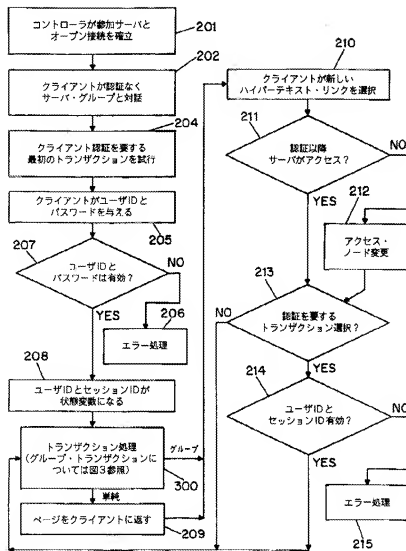 コントローラが参加サーバと
オープン接続を確立
201
202
クライアントが認証なく
サーバ・グループと対話
204
クライアント認証を要する
最初のトランザクションを試行
クライアントがユーザIDと
パスワードを与える
205
207
ユーザIDと
パスワードは有効？
NO
YES
206
エラー処理
208
ユーザIDとセッションIDが
状態変数になる
トランザクション処理
(グループ・トランザクションに
ついては図3参照)
グループ
300
単純
ページをクライアントに返す
209
210
クライアントが新しい
ハイパーテキスト・リンクを選択
211
認証以降
サーバがアクセス？
NO
YES
212
アクセス・
ノード変更
213
NO
認証を要する
トランザクション選択？
YES
214
ユーザIDと
セッションID有効？
NO
YES
エラー処理
215